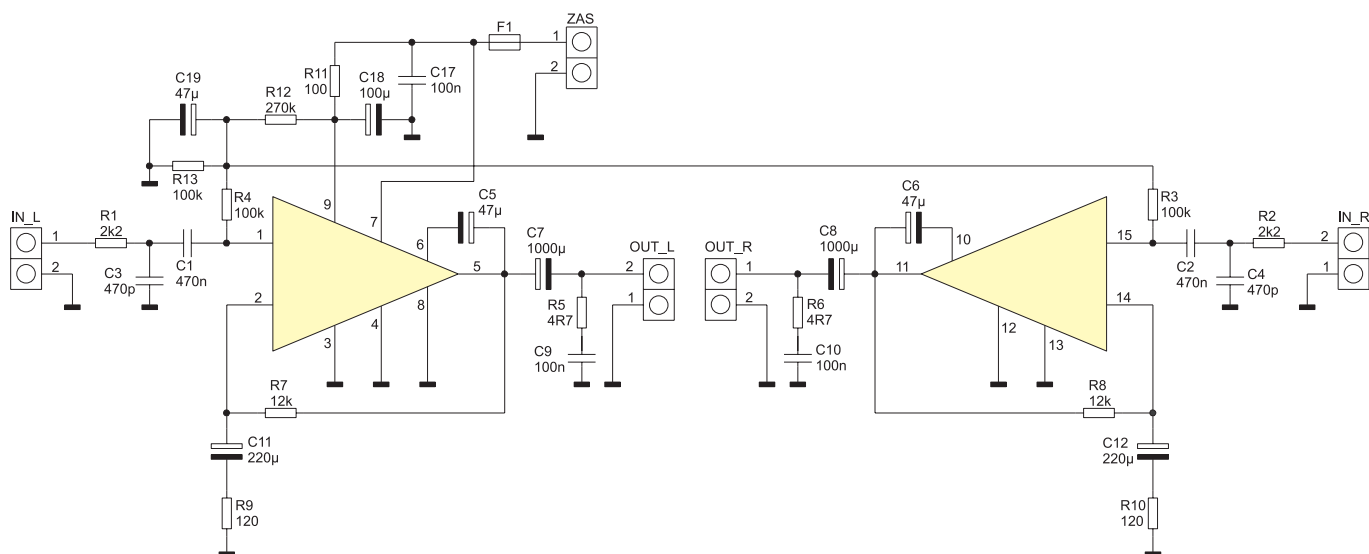 ZAS
F1
1
2
C19
47µ
R12
270k
R11
100
C18
100µ
C17
100n
R13
100k
R4
100k
IN_L
1
2
R1
2k2
C3
470p
C1
470n
1
2
9
7
6
5
8
3
4
C5
47µ
C7
1000µ
OUT_L
2
1
R5
4R7
C9
100n
R7
12k
C11
220µ
R9
120
OUT_R
1
2
C8
1000µ
R6
4R7
C10
100n
C6
47µ
10
11
12
13
15
14
R3
100k
C2
470n
R2
2k2
C4
470p
IN_R
2
1
R8
12k
C12
220µ
R10
120